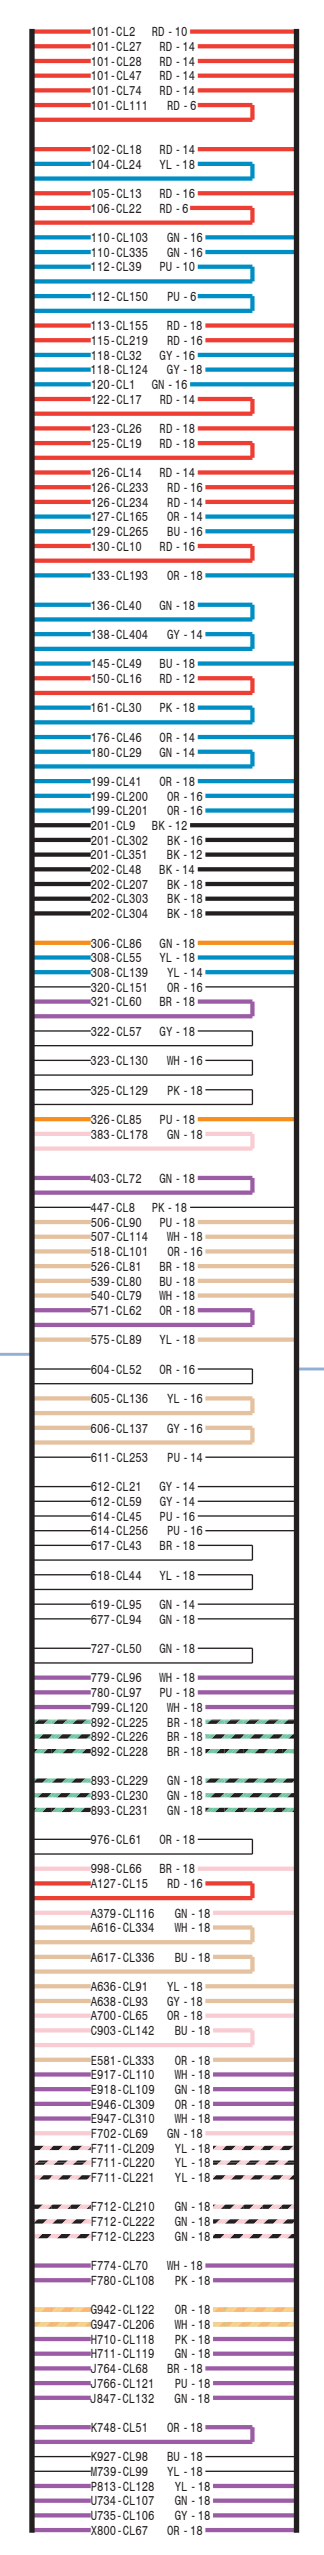 101-CL2 RD - 10
101-CL27 RD - 14
101-CL28 RD - 14
101-CL47 RD - 14
101-CL74 RD - 14
101-CL111 RD - 6
102-CL18 RD - 14
104-CL24 YL - 18
105-CL13 RD - 16
106-CL22 RD - 6
110-CL103 GN - 16
110-CL335 GN - 16
112-CL39 PU - 10
112-CL150 PU - 6
113-CL155 RD - 18
115-CL219 RD - 16
118-CL32 GY - 16
118-CL124 GY - 18
120-CL1 GN - 16
122-CL17 RD - 14
123-CL26 RD - 18
125-CL19 RD - 18
126-CL14 RD - 14
126-CL233 RD - 16
126-CL234 RD - 14
127-CL165 OR - 14
129-CL265 BU - 16
130-CL10 RD - 16
133-CL193 OR - 18
136-CL40 GN - 18
138-CL404 GY - 14
145-CL49 BU - 18
150-CL16 RD - 12
161-CL30 PK - 18
176-CL46 OR - 14
180-CL29 GN - 14
199-CL41 OR - 18
199-CL200 OR - 16
199-CL201 OR - 16
201-CL9 BK - 12
201-CL302 BK - 16
201-CL351 BK - 12
202-CL48 BK - 14
202-CL207 BK - 18
202-CL303 BK - 18
202-CL304 BK - 18
306-CL86 GN - 18
308-CL55 YL - 18
308-CL139 YL - 14
320-CL151 OR - 16
321-CL60 BR - 18
322-CL57 GY - 18
323-CL130 WH - 16
325-CL129 PK - 18
326-CL85 PU - 18
383-CL178 GN - 18
403-CL72 GN - 18
447-CL8 PK - 18
506-CL90 PU - 18
507-CL114 WH - 18
518-CL101 OR - 16
526-CL81 BR - 18
539-CL80 BU - 18
540-CL79 WH - 18
571-CL62 OR - 18
575-CL89 YL - 18
604-CL52 OR - 16
605-CL136 YL - 16
606-CL137 GY - 16
611-CL253 PU - 14
612-CL21 GY - 14
612-CL59 GY - 14
614-CL45 PU - 16
614-CL256 PU - 16
617-CL43 BR - 18
618-CL44 YL - 18
619-CL95 GN - 14
677-CL94 GN - 18
727-CL50 GN - 18
779-CL96 WH - 18
780-CL97 PU - 18
799-CL120 WH - 18
892-CL225 BR - 18
892-CL226 BR - 18
892-CL228 BR - 18
893-CL229 GN - 18
893-CL230 GN - 18
893-CL231 GN - 18
976-CL61 OR - 18
998-CL66 BR - 18
A127-CL15 RD - 16
A379-CL116 GN - 18
A616-CL334 WH - 18
A617-CL336 BU - 18
A636-CL91 YL - 18
A638-CL93 GY - 18
A700-CL65 OR - 18
C903-CL142 BU - 18
E581-CL333 OR - 18
E917-CL110 WH - 18
E918-CL109 GN - 18
E946-CL309 OR - 18
E947-CL310 WH - 18
F702-CL69 GN - 18
F711-CL209 YL - 18
F711-CL220 YL - 18
F711-CL221 YL - 18
F712-CL210 GN - 18
F712-CL222 GN - 18
F712-CL223 GN - 18
F774-CL70 WH - 18
F780-CL108 PK - 18
G942-CL122 OR - 18
G947-CL206 WH - 18
H710-CL118 PK - 18
H711-CL119 GN - 18
J764-CL68 BR - 18
J766-CL121 PU - 18
J847-CL132 GN - 18
K748-CL51 OR - 18
K927-CL98 BU - 18
M739-CL99 YL - 18
P813-CL128 YL - 18
U734-CL107 GN - 18
U735-CL106 GY - 18
X800-CL67 OR - 18